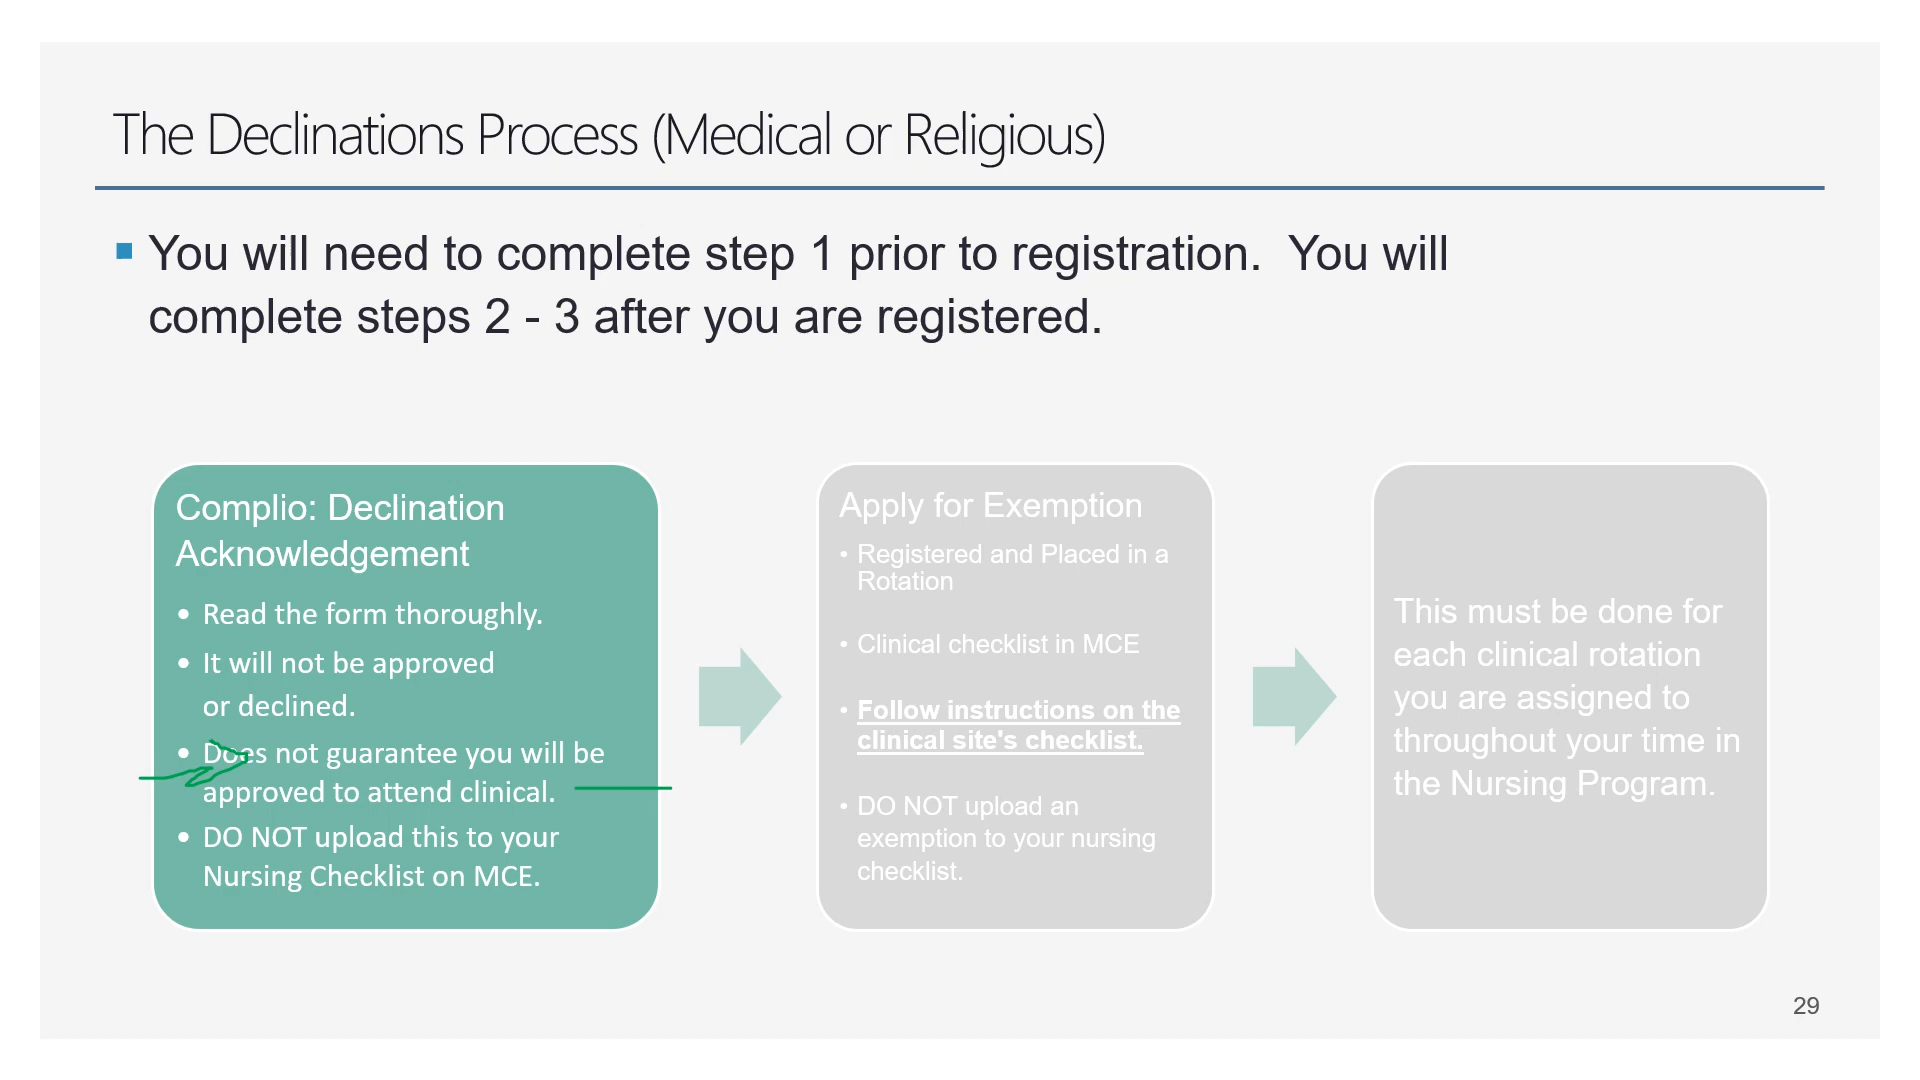 The Declinations Process (Medical or Religious)
You will need to complete step 1 prior to registration. You will
complete steps 2 - 3 after you are registered.
Complio: Declination
Acknowledgement
• Read the form thoroughly.
• It will not be approved
or declined.
• Does not guarantee you will be
approved to attend clinical.
• DO NOT upload this to your
Nursing Checklist on MCE.
Apply for Exemption
• Registered and Placed in a
Rotation
• Clinical checklist in MCE
• Follow instructions on the
clinical site's checklist.
• DO NOT upload an
exemption to your nursing
checklist.
This must be done for
each clinical rotation
you are assigned to
throughout your time in
the Nursing Program.
29